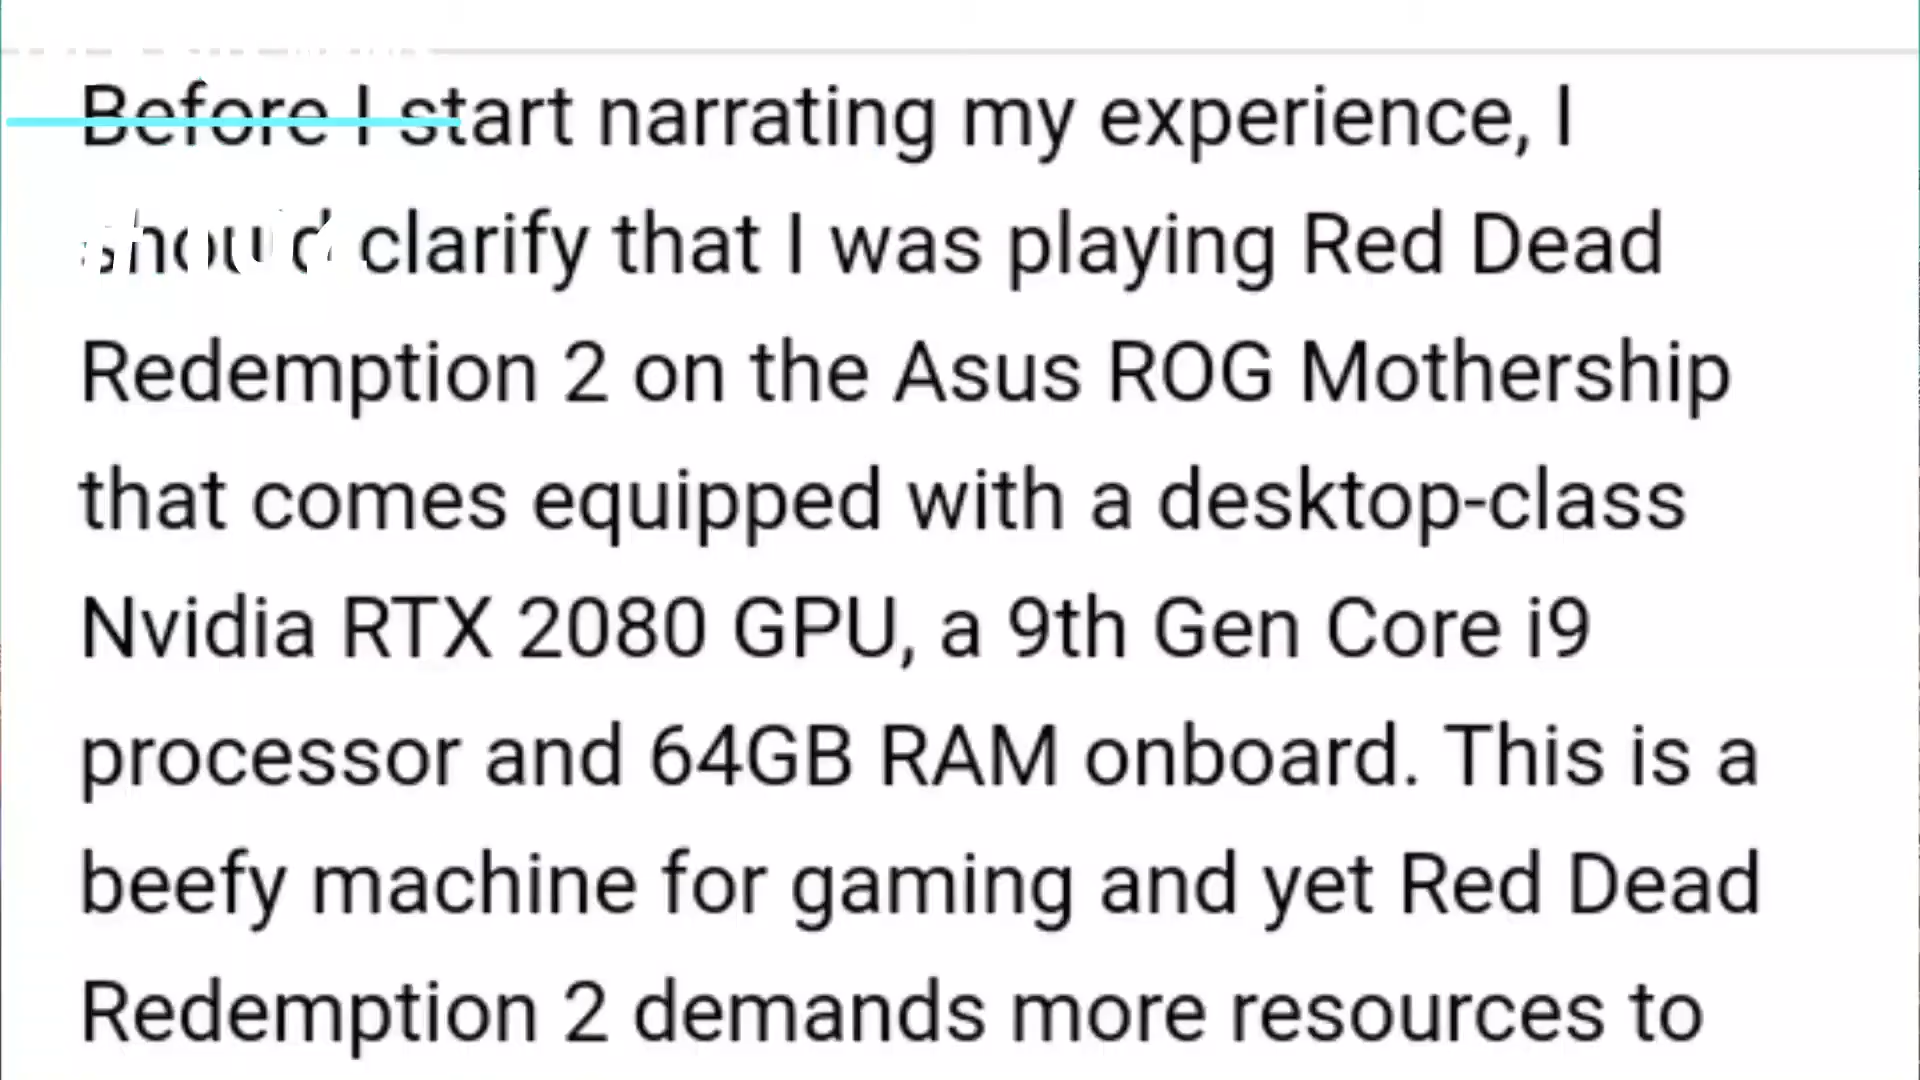 Before I start narrating my experience, I
should clarify that I was playing Red Dead
Redemption 2 on the Asus ROG Mothership
that comes equipped with a desktop-class
Nvidia RTX 2080 GPU, a 9th Gen Core i9
processor and 64GB RAM onboard. This is a
beefy machine for gaming and yet Red Dead
Redemption 2 demands more resources to